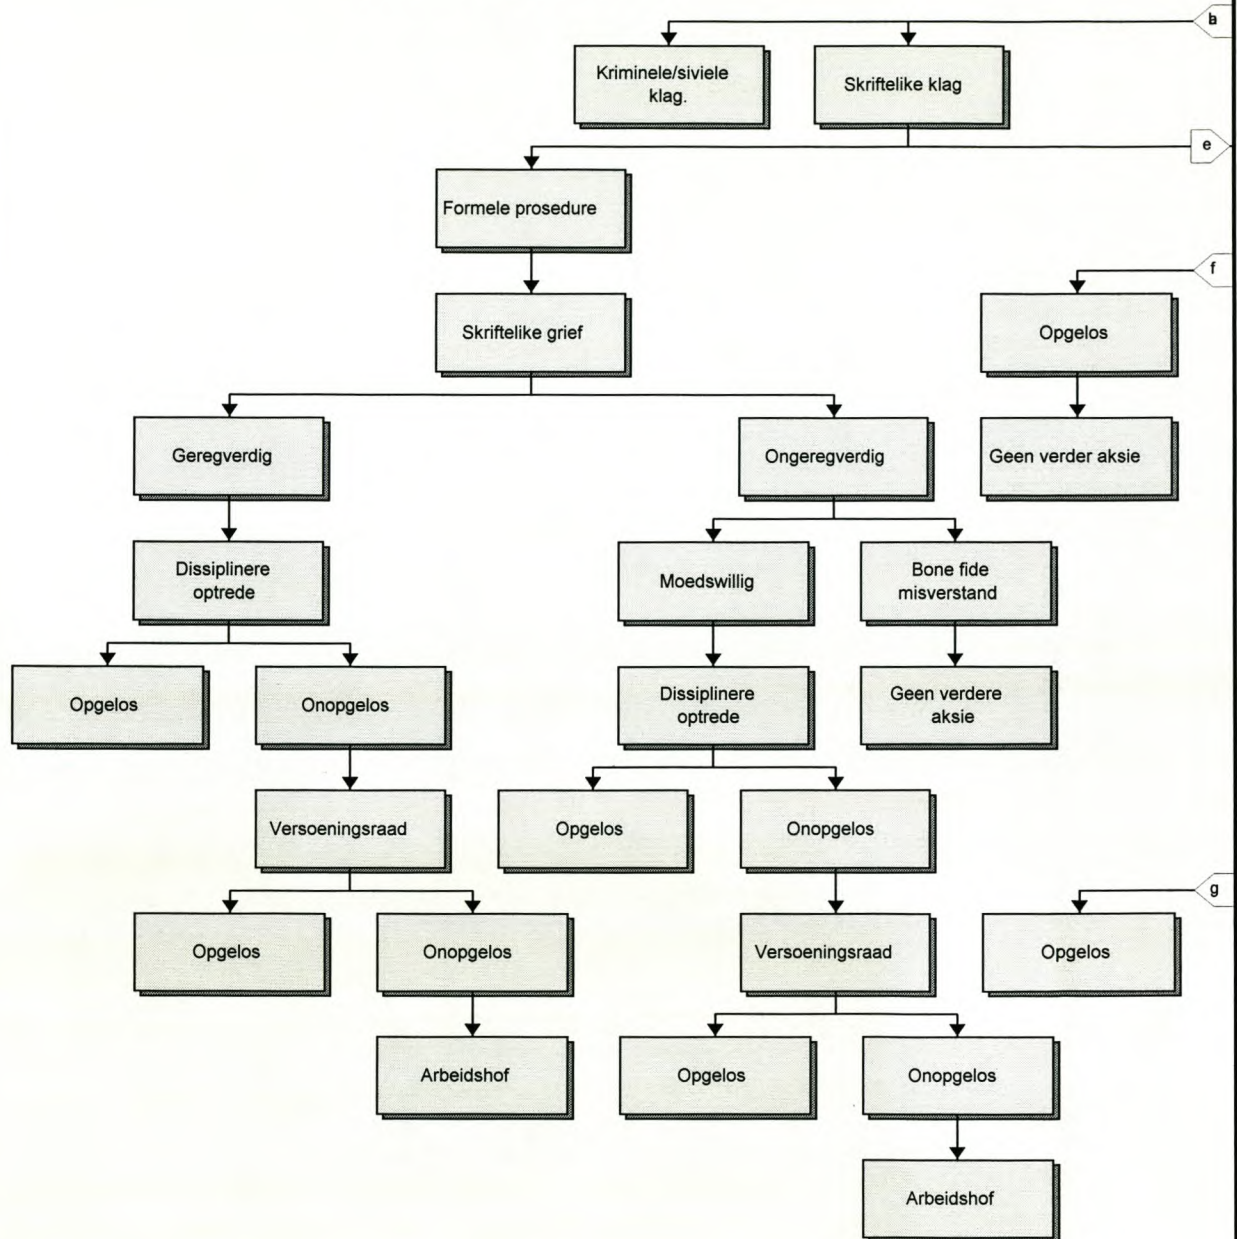 Kriminele/siviele
klag.
Skriftelike klag
e
Formele prosedure
f
Skriftelike grief
Opgelos
Geregverdig
Ongeregverdig
Geen verder aksie
Dissiplinere
optrede
Moedswillig
Bone fide
misverstand
Opgelos
Onopgelos
Dissiplinere
optrede
Geen verdere
aksie
Versoeningsraad
Opgelos
Onopgelos
g
Opgelos
Onopgelos
Versoeningsraad
Opgelos
Arbeidshof
Opgelos
Onopgelos
Arbeidshof